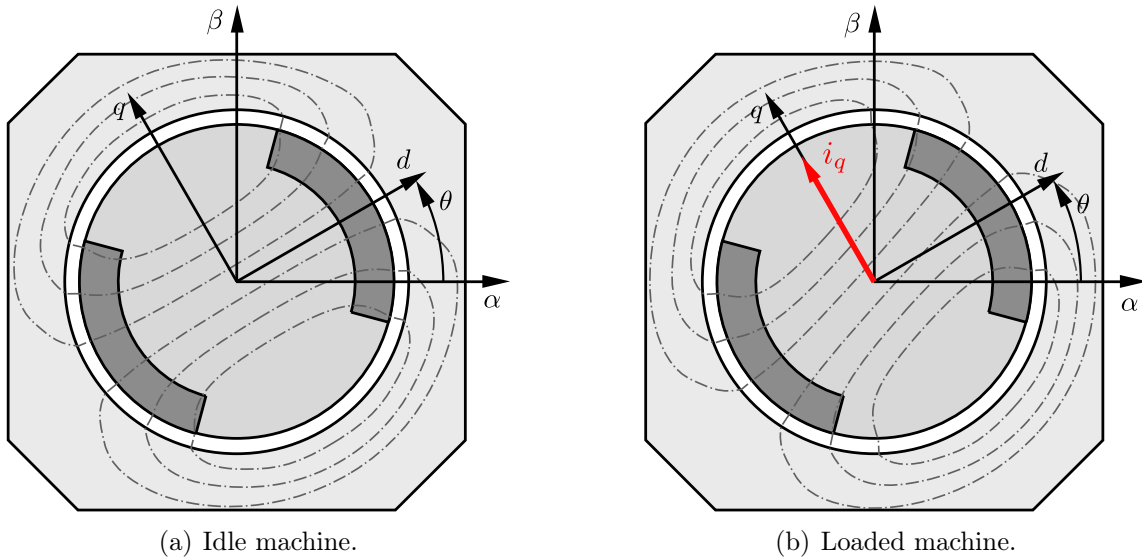 β
q
d
θ
α
(a) Idle machine.
β
q
i_q
d
θ
α
(b) Loaded machine.